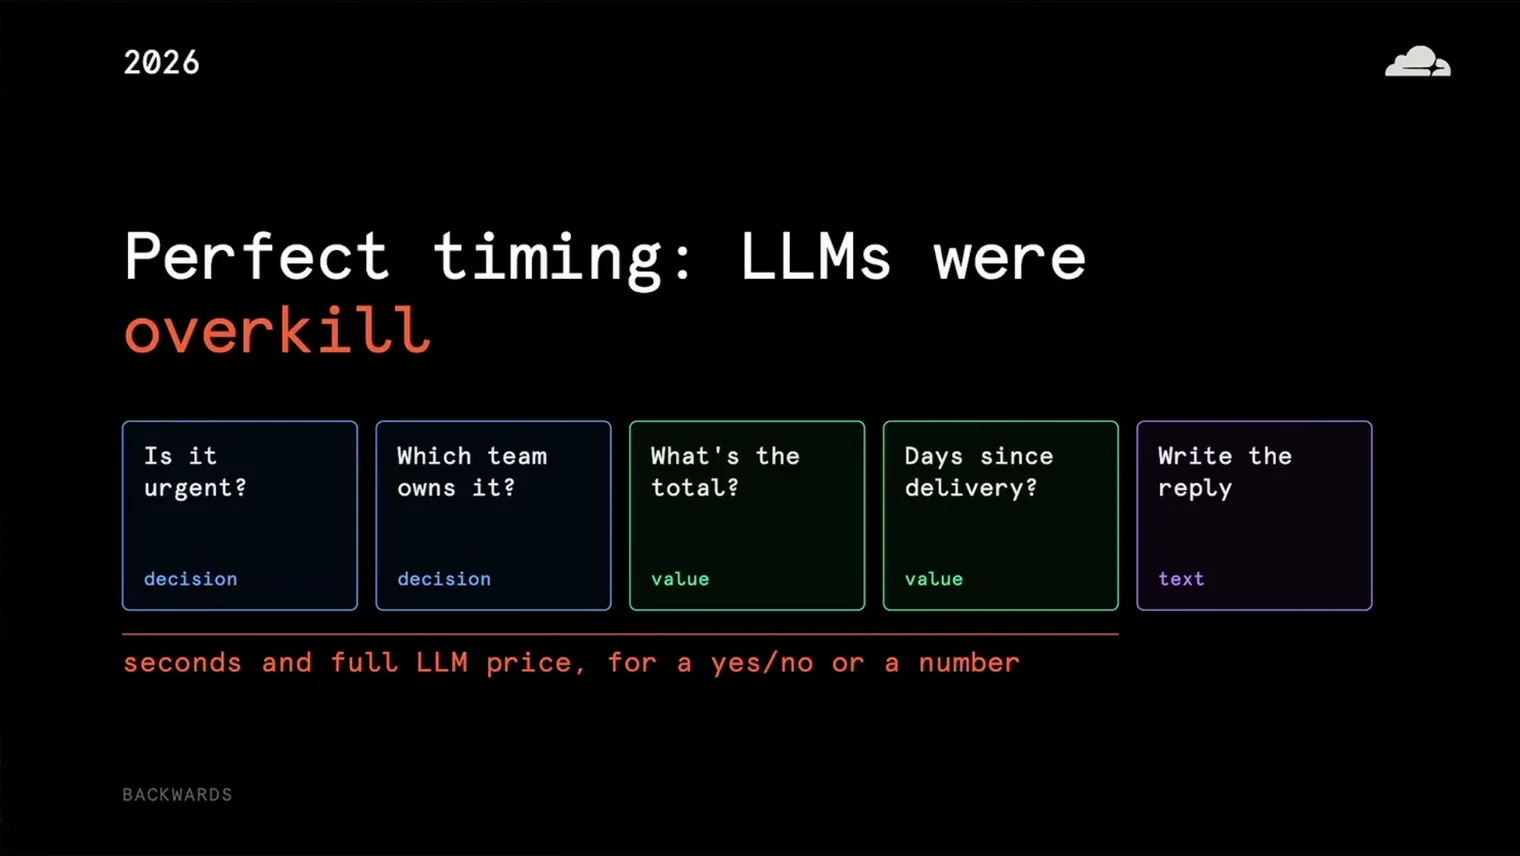 2026
Perfect timing: LLMs were
overkill
Is it
urgent?
decision
Which team
owns it?
decision
What's the
total?
value
Days since
delivery?
value
Write the
reply
text
seconds and full LLM price, for a yes/no or a number
BACKWARDS